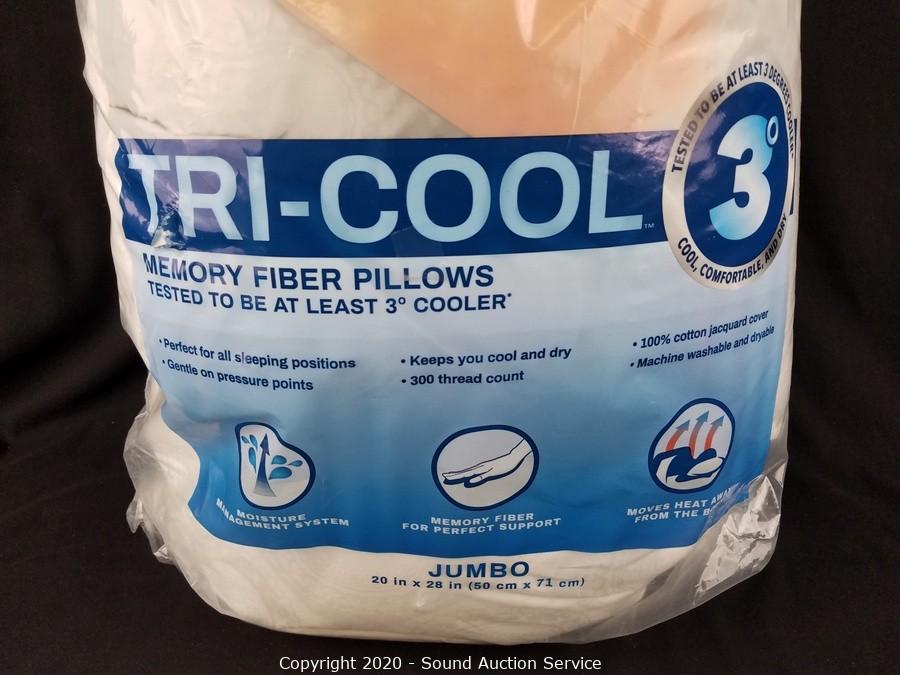 TRI-COOL™
TESTED TO BE AT LEAST 3 DEGREES COOLER*
3°
COOL, COMFORTABLE, AND DRY
MEMORY FIBER PILLOWS
TESTED TO BE AT LEAST 3° COOLER*
• Perfect for all sleeping positions
• Gentle on pressure points
• Keeps you cool and dry
• 300 thread count
• 100% cotton jacquard cover
• Machine washable and dryable
MOISTURE
MANAGEMENT SYSTEM
MEMORY FIBER
FOR PERFECT SUPPORT
MOVES HEAT AWAY
FROM THE
JUMBO
20 in x 28 in (50 cm x 71 cm)
Copyright 2020 - Sound Auction Service